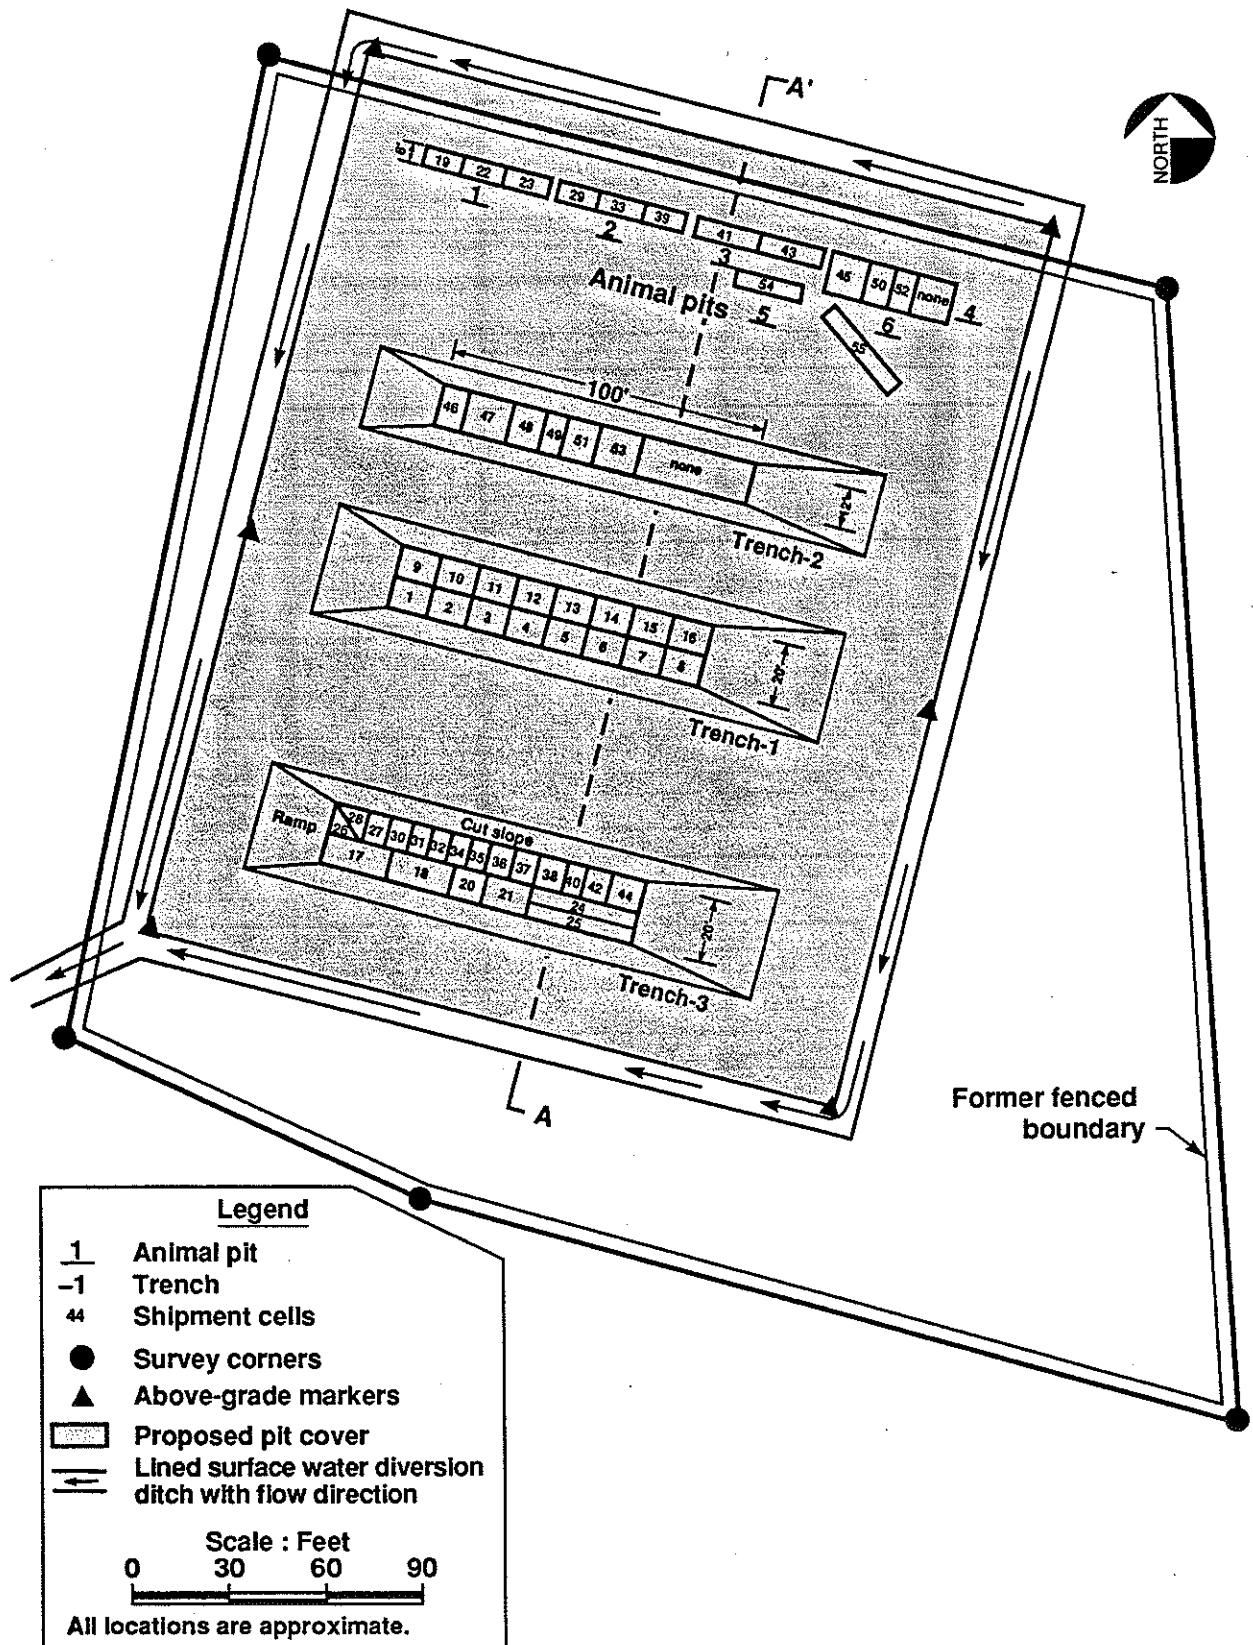 A'
NORTH
6'
19
22
23
1
29
33
39
2
41
43
3
54
5
45
50
52
none
4
6
55
Animal pits
100'
46
47
48
49
51
53
none
12'
Trench-2
9
10
11
12
13
14
15
16
1
2
3
4
5
6
7
8
20'
Trench-1
Ramp
Cut slope
26
28
27
30
31
32
34
35
36
37
38
40
42
44
17
18
20
21
24
25
20'
Trench-3
A
Former fenced
boundary
Legend
1 Animal pit
–1 Trench
44 Shipment cells
Survey corners
Above-grade markers
Proposed pit cover
Lined surface water diversion
ditch with flow direction
Scale : Feet
0 30 60 90
All locations are approximate.